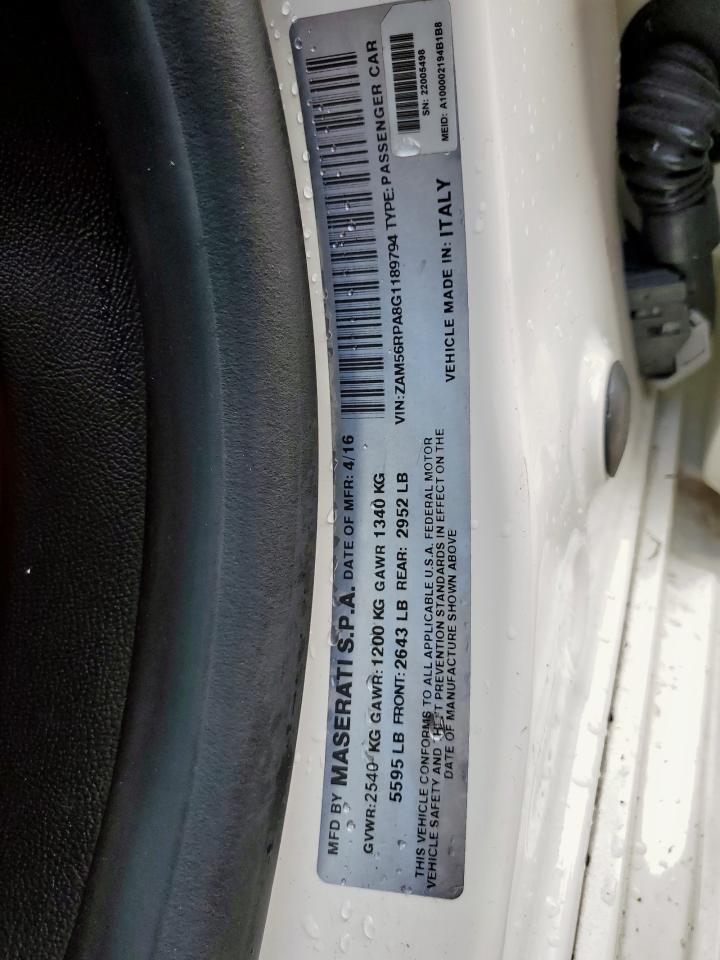 MFD BY MASERATI S.P.A. DATE OF MFR: 4/16
GVWR: 2540 KG GAWR: 1200 KG GAWR 1340 KG
5595 LB FRONT: 2643 LB REAR: 2952 LB
THIS VEHICLE CONFORMS TO ALL APPLICABLE U.S.A. FEDERAL MOTOR
VEHICLE SAFETY AND THEFT PREVENTION STANDARDS IN EFFECT ON THE
DATE OF MANUFACTURE SHOWN ABOVE
VIN: ZAM56RPA8G1189794 TYPE: PASSENGER CAR
VEHICLE MADE IN: ITALY
SN: 22005498
MEID: A100002194B1B8